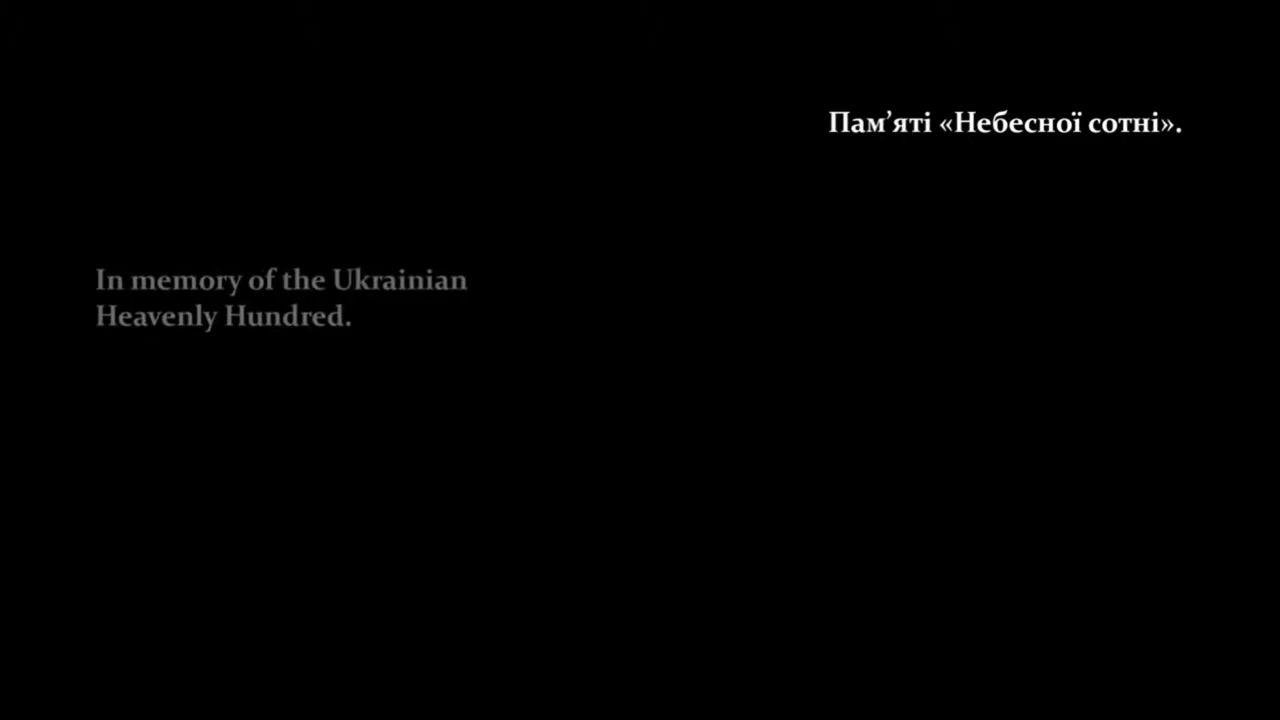 Пам’яті «Небесної сотні».
In memory of the Ukrainian
Heavenly Hundred.